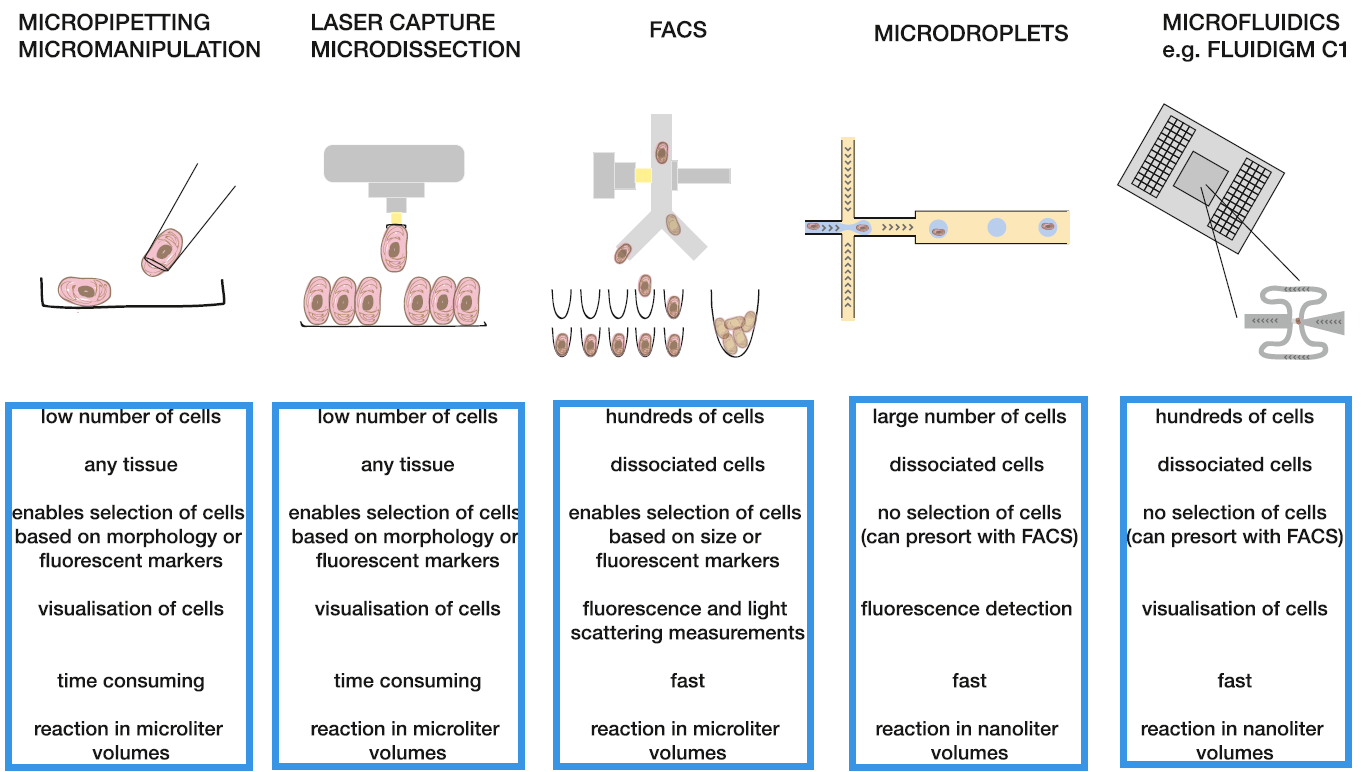 MICROPIPETTING
MICROMANIPULATION
LASER CAPTURE
MICRODISSECTION
FACS
MICRODROPLETS
MICROFLUIDICS
e.g. FLUIDIGM C1
low number of cells
any tissue
enables selection of cells
based on morphology or
fluorescent markers
visualisation of cells
time consuming
reaction in microliter
volumes
low number of cells
any tissue
enables selection of cells
based on morphology or
fluorescent markers
visualisation of cells
time consuming
reaction in microliter
volumes
hundreds of cells
dissociated cells
enables selection of cells
based on size or
fluorescent markers
fluorescence and light
scattering measurements
fast
reaction in microliter
volumes
large number of cells
dissociated cells
no selection of cells
(can presort with FACS)
fluorescence detection
fast
reaction in nanoliter
volumes
hundreds of cells
dissociated cells
no selection of cells
(can presort with FACS)
visualisation of cells
fast
reaction in nanoliter
volumes